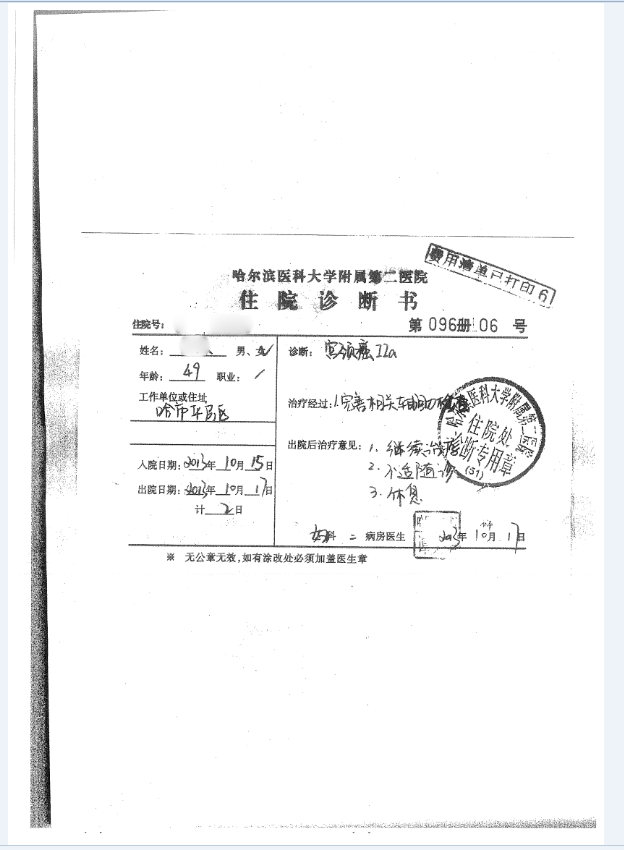 费用清单已打印 6
哈尔滨医科大学附属第二医院
住院诊断书
住院号:
第 096册 06 号
姓名: 男、女
年龄: 49 职业: /
工作单位或住址
哈市平房区
入院日期: 2013年 10月 15日
出院日期: 2013年 10月 17日
计 2 日
诊断: 宫颈癌IIa
治疗经过: 1.完善相关辅助检查
出院后治疗意见: 1. 继续治疗
2. 不适随诊
3. 休息
哈尔滨医科大学附属第二医院
住院处
诊断专用章
(31)
妇科 二 病房医生 2013年 10月 17日
※ 无公章无效,如有涂改处必须加盖医生章